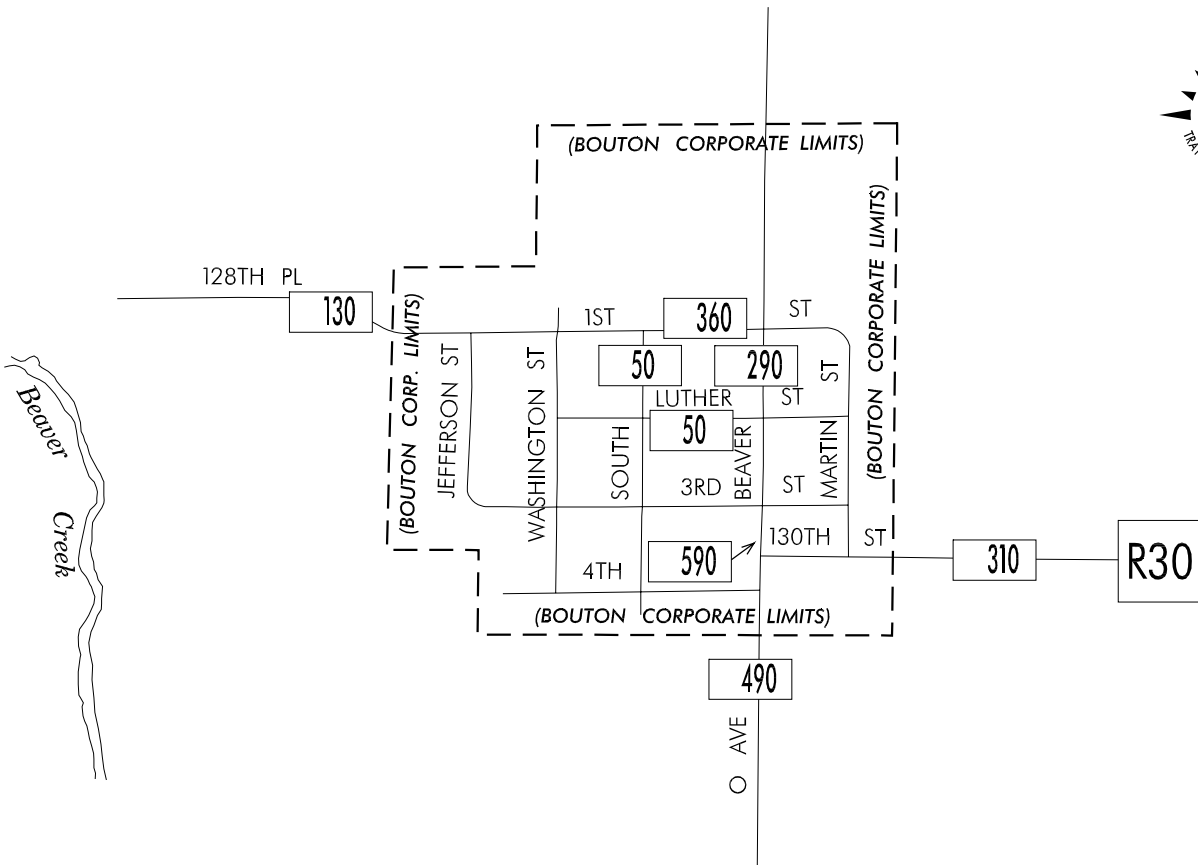 (BOUTON CORPORATE LIMITS)
128TH PL
130
(BOUTON CORP. LIMITS)
1ST
360
ST
(BOUTON CORPORATE LIMITS)
50
290
JEFFERSON ST
WASHINGTON ST
LUTHER
ST
MARTIN ST
50
SOUTH
BEAVER
3RD
ST
Beaver
Creek
130TH
ST
590
4TH
310
R30
(BOUTON CORPORATE LIMITS)
490
O AVE